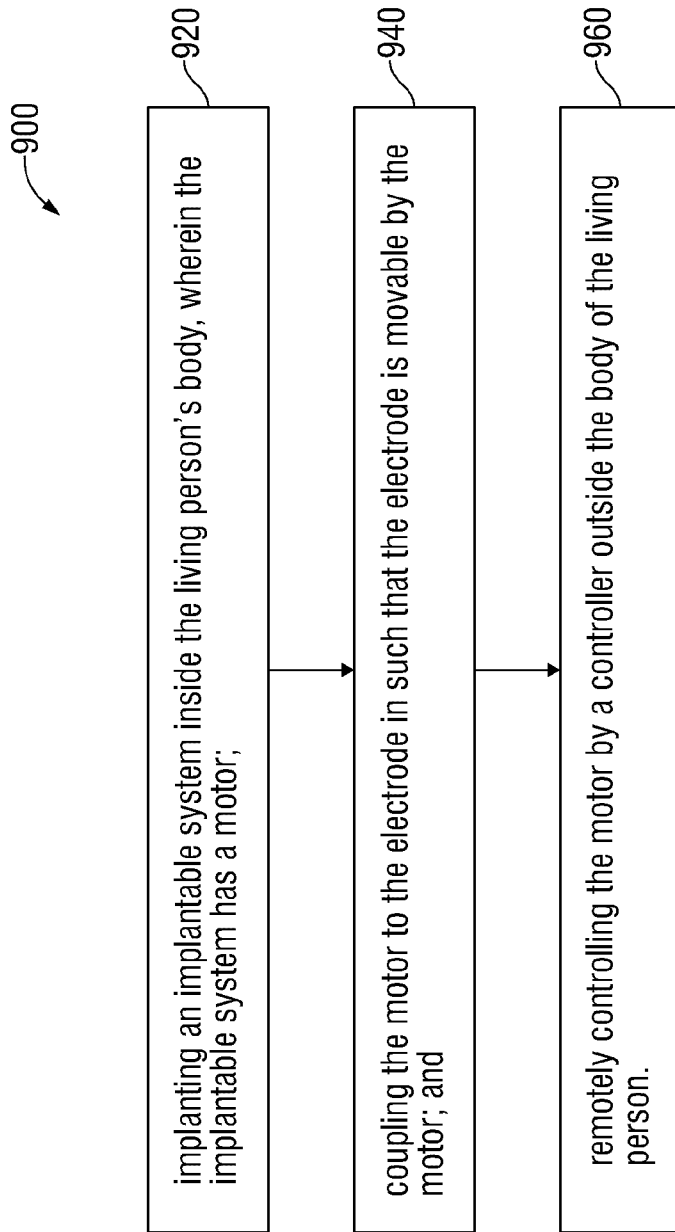 900
920
implanting an implantable system inside the living person's body, wherein the
implantable system has a motor;
940
coupling the motor to the electrode in such that the electrode is movable by the
motor; and
960
remotely controlling the motor by a controller outside the body of the living
person.